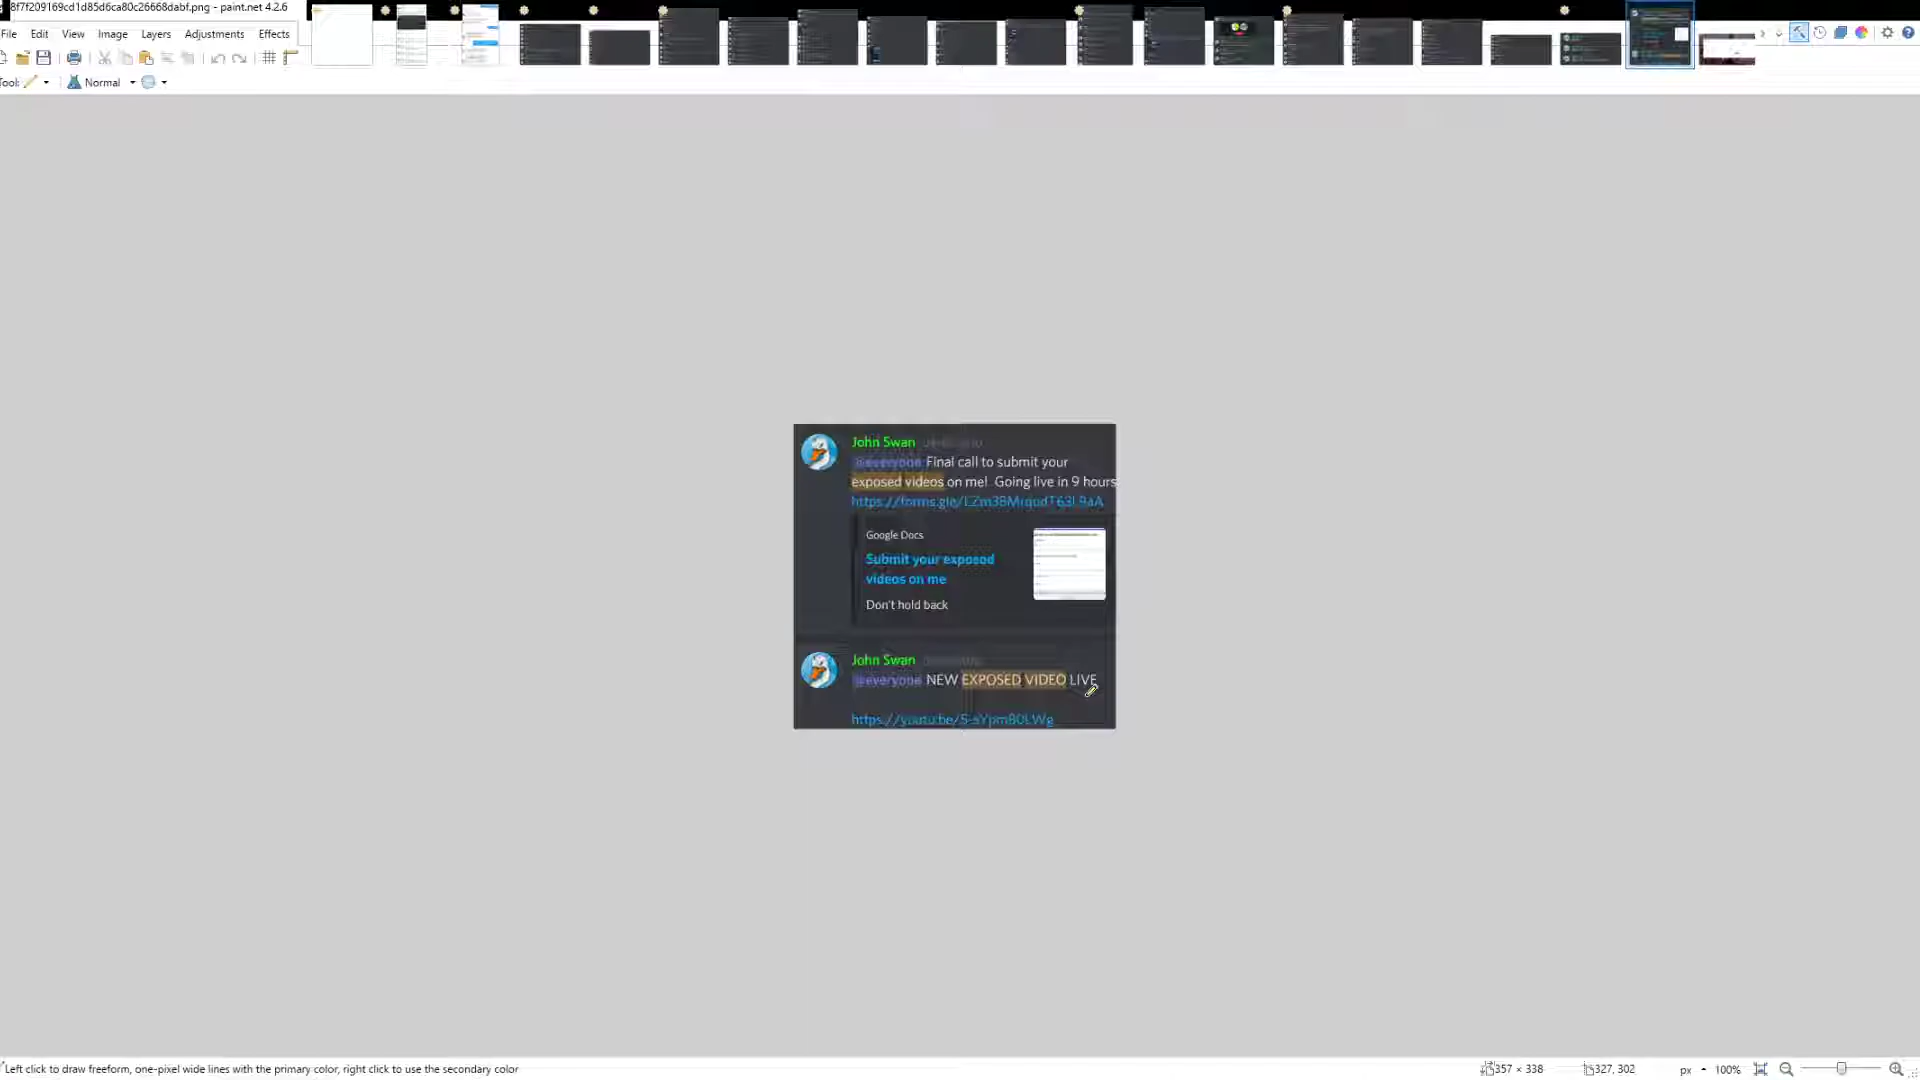 8f7f209169cd1d85d6ca80c26668dabf.png - paint.net 4.2.6
File Edit View Image Layers Adjustments Effects
Tool: Normal
John Swan
@everyone Final call to submit your
exposed videos on me! Going live in 9 hours
Google Docs
Submit your exposed
videos on me
Don't hold back
John Swan
@everyone NEW EXPOSED VIDEO LIVE
Left click to draw freeform, one-pixel wide lines with the primary color, right click to use the secondary color
357 × 338
327, 302
px
100%